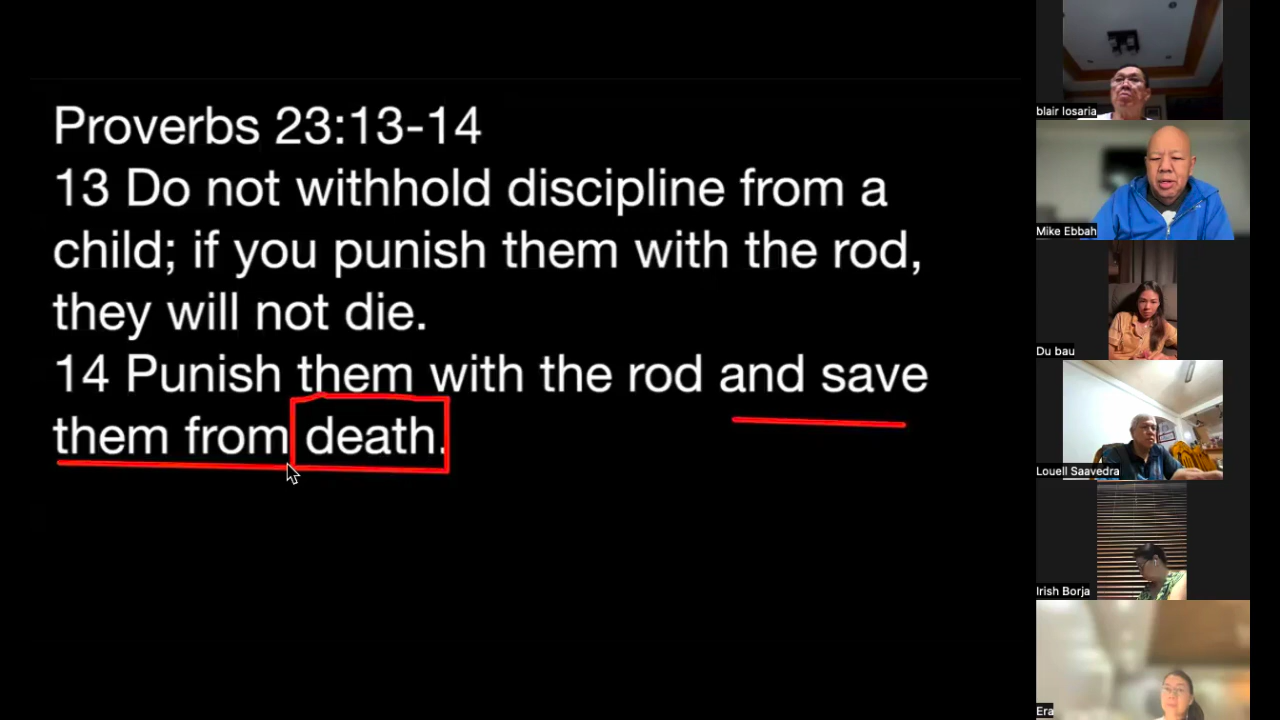 Proverbs 23:13-14
13 Do not withhold discipline from a
child; if you punish them with the rod,
they will not die.
14 Punish them with the rod and save
them from death.
blair losaria
Mike Ebbah
Du bau
Louell Saavedra
Irish Borja
Era